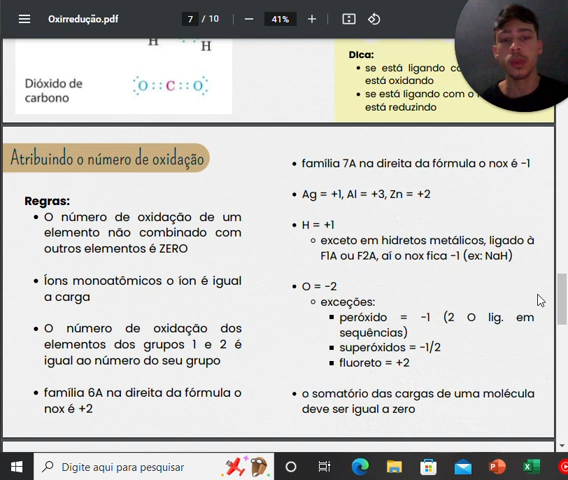 Oxirredução.pdf
7 / 10
41%
H
H
Dióxido de
carbono
O :: C :: O
Dica:
se está ligando
está oxidando
se está ligando com o
está reduzindo
Atribuindo o número de oxidação
Regras:
O número de oxidação de um
elemento não combinado com
outros elementos é ZERO
Íons monoatômicos o íon é igual
a carga
O número de oxidação dos
elementos dos grupos 1 e 2 é
igual ao número do seu grupo
família 6A na direita da fórmula o
nox é +2
família 7A na direita da fórmula o nox é -1
Ag = +1, Al = +3, Zn = +2
H = +1
exceto em hidretos metálicos, ligado à
F1A ou F2A, aí o nox fica -1 (ex: NaH)
O = -2
exceções:
peróxido = -1 (2 O lig. em
sequências)
superóxidos = -1/2
fluoreto = +2
o somatório das cargas de uma molécula
deve ser igual a zero
Digite aqui para pesquisar